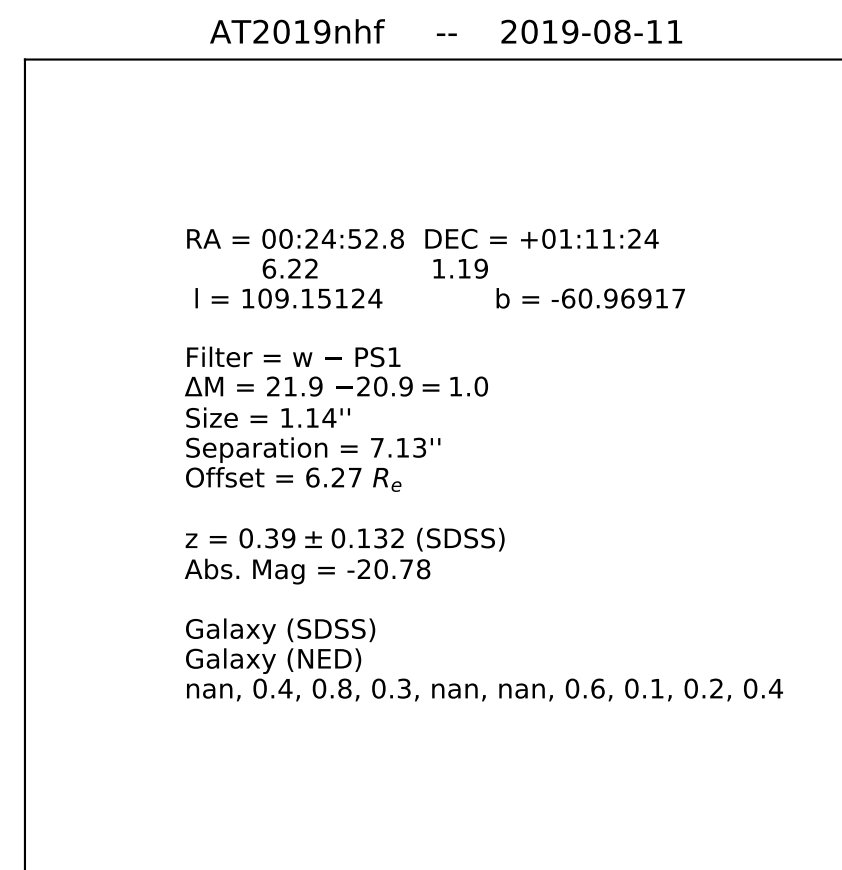 AT2019nhf -- 2019-08-11
RA = 00:24:52.8 DEC = +01:11:24
6.22 1.19
l = 109.15124 b = -60.96917
Filter = w − PS1
ΔM = 21.9 −20.9 = 1.0
Size = 1.14''
Separation = 7.13''
Offset = 6.27 Rₑ
z = 0.39 ± 0.132 (SDSS)
Abs. Mag = -20.78
Galaxy (SDSS)
Galaxy (NED)
nan, 0.4, 0.8, 0.3, nan, nan, 0.6, 0.1, 0.2, 0.4